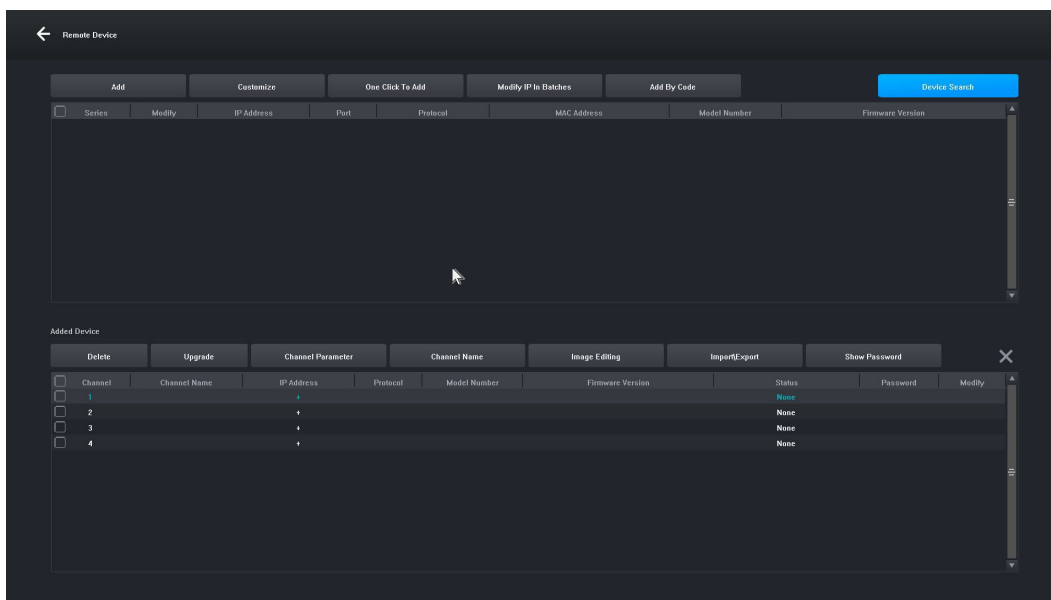 Remote Device
Add Customize One Click To Add Modify IP In Batches Add By Code Device Search
Series Modify IP Address Port Protocol MAC Address Model Number Firmware Version
Added Device
Delete Upgrade Channel Parameter Channel Name Image Editing Import\Export Show Password
Channel Channel Name IP Address Protocol Model Number Firmware Version Status Password Modify
1 + None
2 + None
3 + None
4 + None